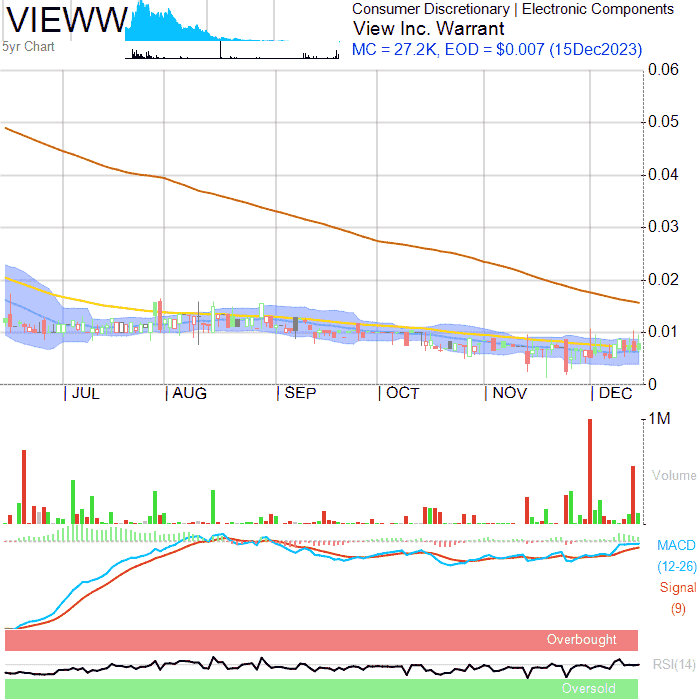 VIEWW
5yr Chart
Consumer Discretionary | Electronic Components
View Inc. Warrant
MC = 27.2K, EOD = $0.007 (15Dec2023)
0.06
0.05
0.04
0.03
0.02
0.01
0
JUL AUG SEP OCT NOV DEC
1M
Volume
MACD
(12-26)
Signal
(9)
Overbought
RSI(14)
Oversold